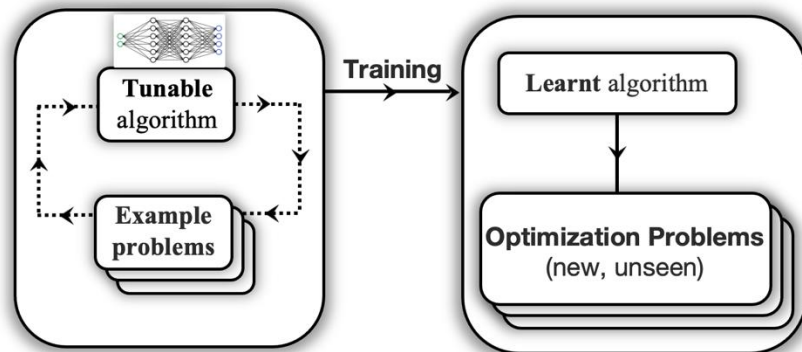 Tunable
algorithm
Example
problems
Training
Learnt algorithm
Optimization Problems
(new, unseen)